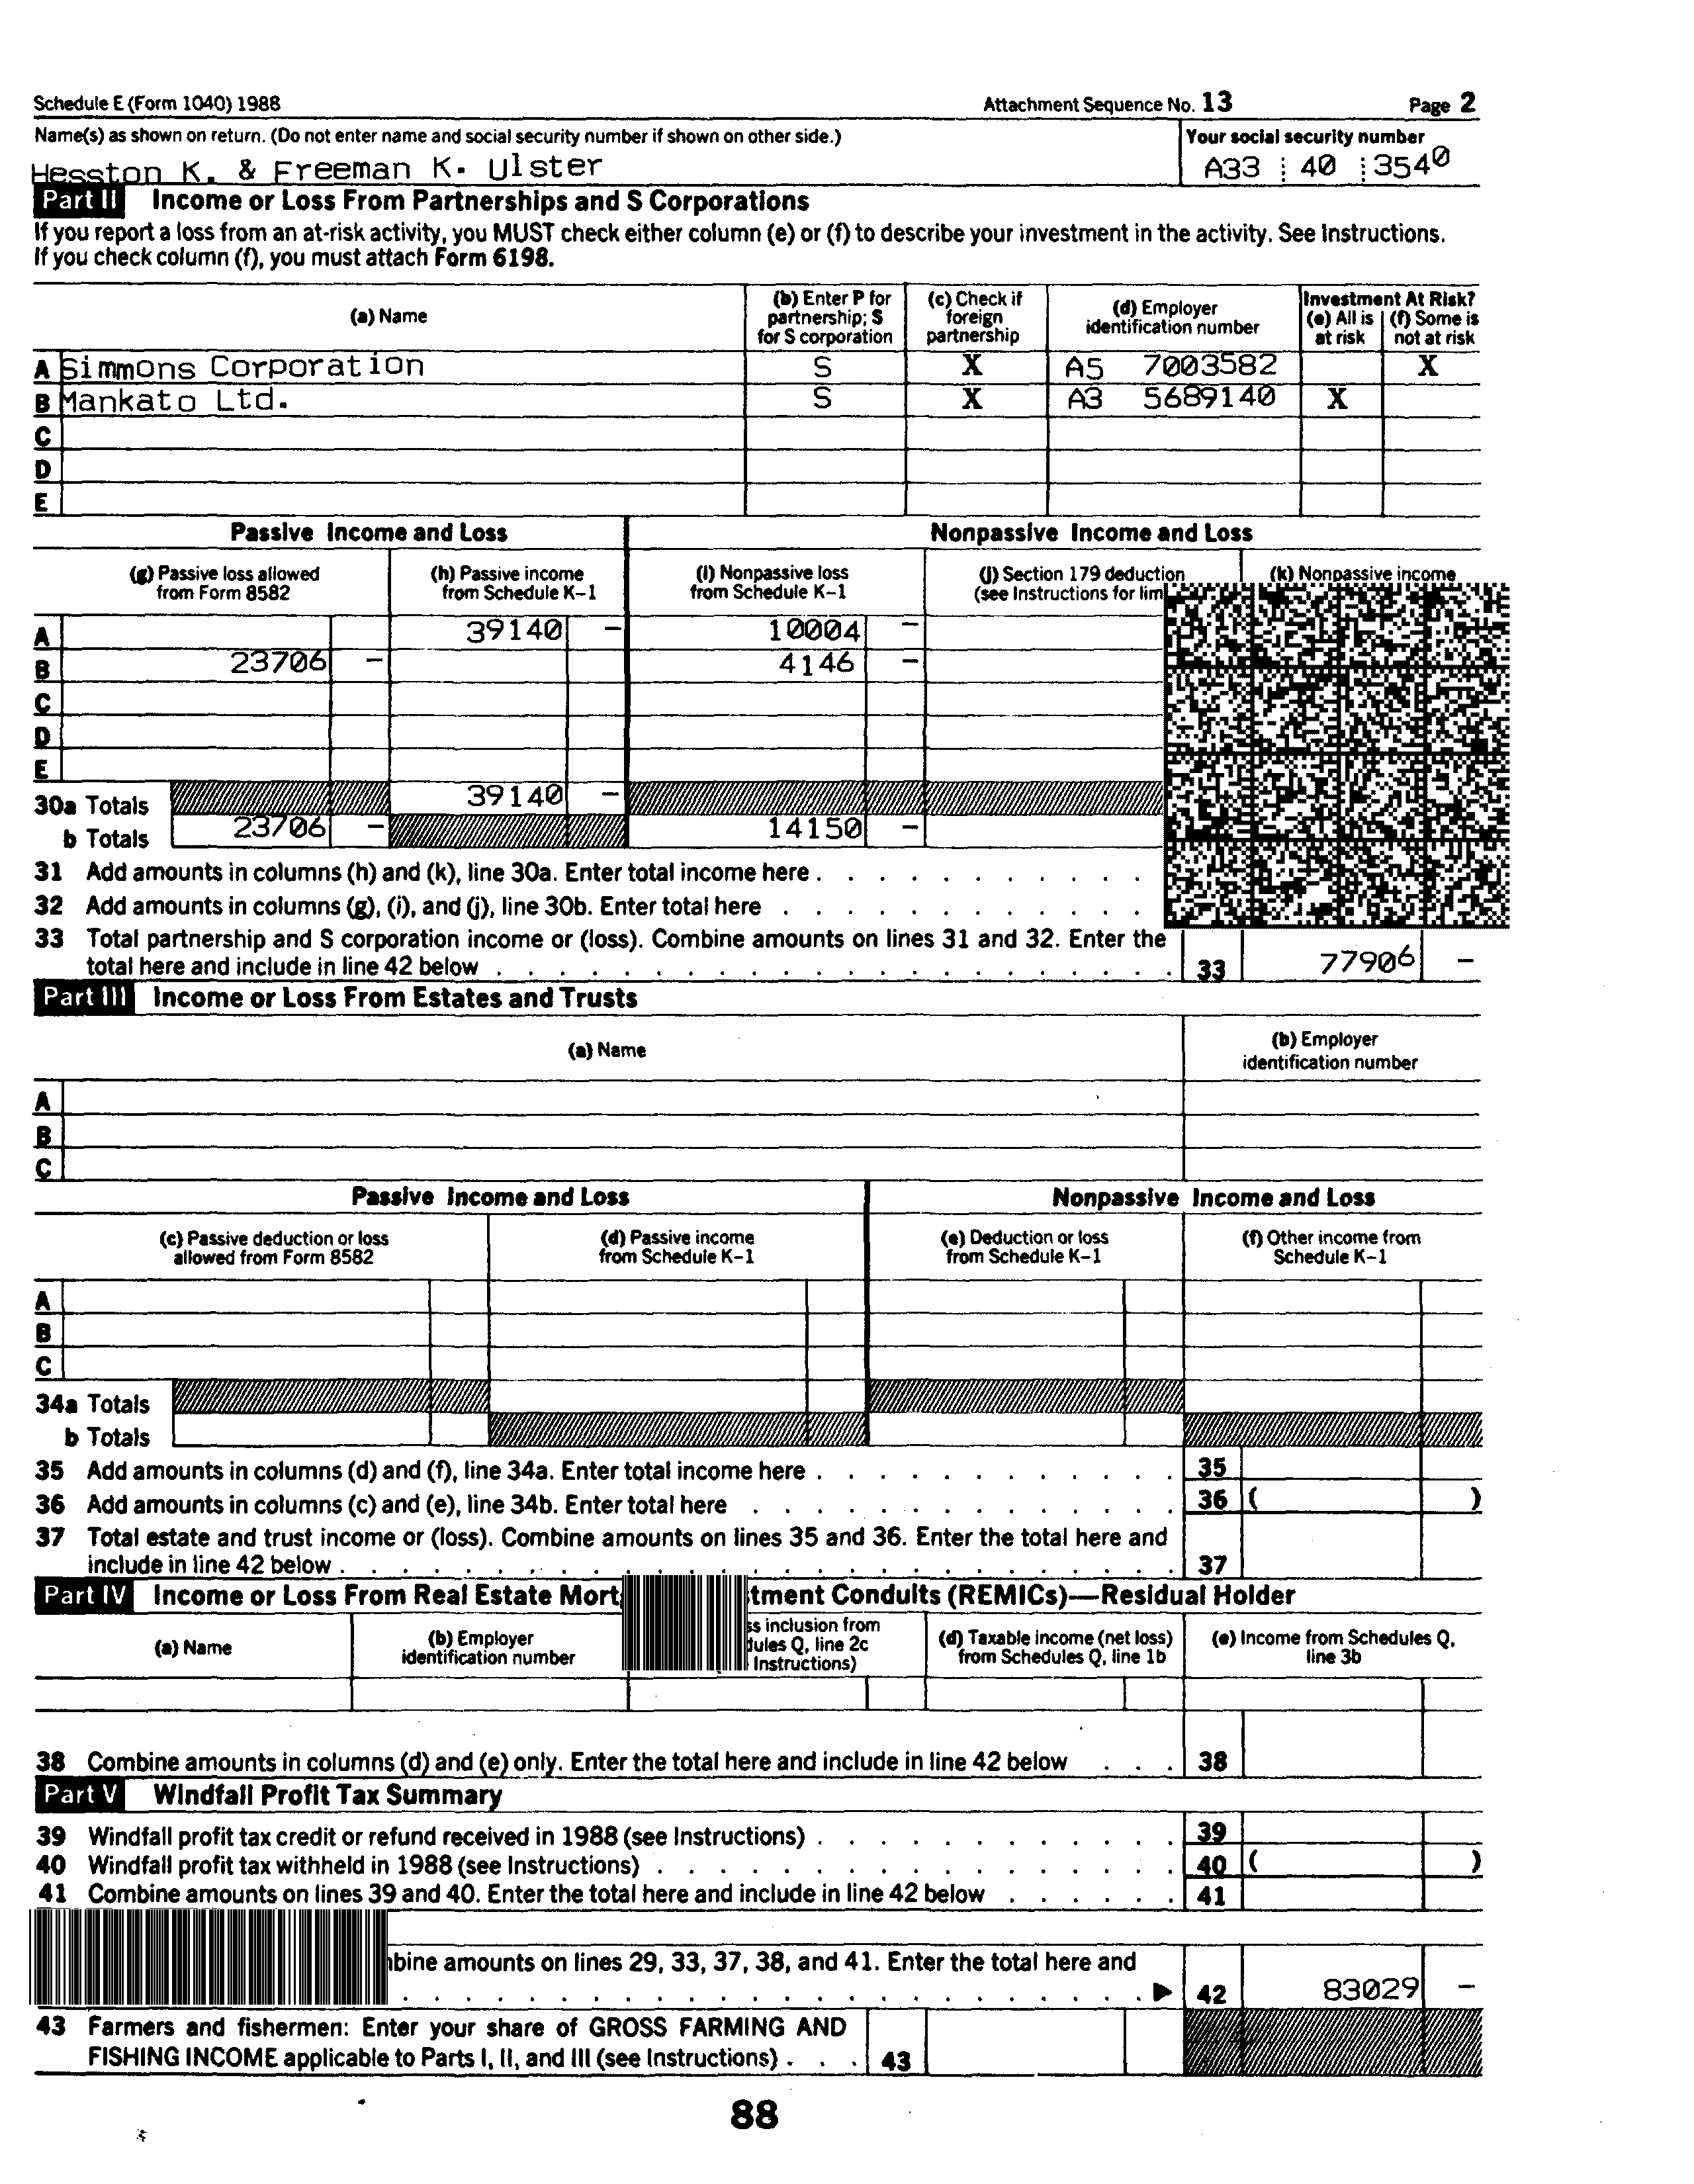 Schedule E (Form 1040) 1988 Attachment Sequence No. 13 Page 2
Name(s) as shown on return. (Do not enter name and social security number if shown on other side.) Your social security number
Hesston K. & Freeman K. Ulster A33 40 3540
Part II Income or Loss From Partnerships and S Corporations
If you report a loss from an at-risk activity, you MUST check either column (e) or (f) to describe your investment in the activity. See Instructions.
If you check column (f), you must attach Form 6198.
(a) Name (b) Enter P for partnership; S for S corporation (c) Check if foreign partnership (d) Employer identification number Investment At Risk? (e) All is at risk (f) Some is not at risk
A Simmons Corporation S X A5 7003582 X
B Mankato Ltd. S X A3 5689140 X
C
D
E
Passive Income and Loss Nonpassive Income and Loss
(g) Passive loss allowed from Form 8582 (h) Passive income from Schedule K-1 (i) Nonpassive loss from Schedule K-1 (j) Section 179 deduction (see Instructions for lim (k) Nonpassive income
A 39140 - 10004 -
B 23706 - 4146 -
C
D
E
30a Totals 39140 -
b Totals 23706 - 14150 -
31 Add amounts in columns (h) and (k), line 30a. Enter total income here
32 Add amounts in columns (g), (i), and (j), line 30b. Enter total here
33 Total partnership and S corporation income or (loss). Combine amounts on lines 31 and 32. Enter the
total here and include in line 42 below 33 77906 -
Part III Income or Loss From Estates and Trusts
(a) Name (b) Employer identification number
A
B
C
Passive Income and Loss Nonpassive Income and Loss
(c) Passive deduction or loss allowed from Form 8582 (d) Passive income from Schedule K-1 (e) Deduction or loss from Schedule K-1 (f) Other income from Schedule K-1
A
B
C
34a Totals
b Totals
35 Add amounts in columns (d) and (f), line 34a. Enter total income here 35
36 Add amounts in columns (c) and (e), line 34b. Enter total here 36 ( )
37 Total estate and trust income or (loss). Combine amounts on lines 35 and 36. Enter the total here and
include in line 42 below 37
Part IV Income or Loss From Real Estate Mort tment Conduits (REMICs)—Residual Holder
(a) Name (b) Employer identification number ss inclusion from dules Q, line 2c Instructions) (d) Taxable income (net loss) from Schedules Q, line 1b (e) Income from Schedules Q, line 3b
38 Combine amounts in columns (d) and (e) only. Enter the total here and include in line 42 below 38
Part V Windfall Profit Tax Summary
39 Windfall profit tax credit or refund received in 1988 (see Instructions) 39
40 Windfall profit tax withheld in 1988 (see Instructions) 40 ( )
41 Combine amounts on lines 39 and 40. Enter the total here and include in line 42 below 41
bine amounts on lines 29, 33, 37, 38, and 41. Enter the total here and
42 83029 -
43 Farmers and fishermen: Enter your share of GROSS FARMING AND
FISHING INCOME applicable to Parts I, II, and III (see Instructions) 43
88